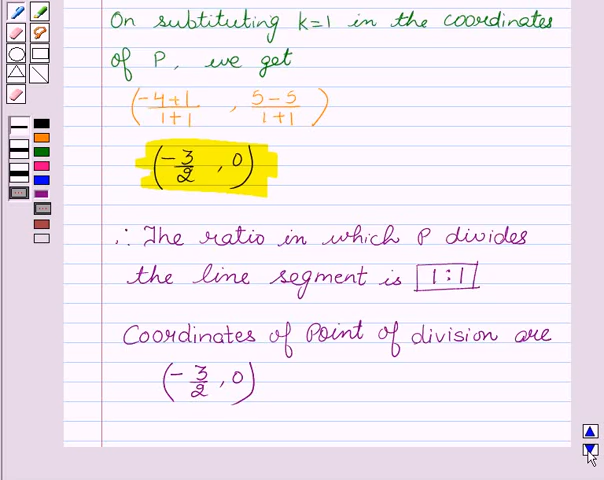 On substituting k=1 in the coordinates
of P, we get
(-4+1/1+1 , 5-5/1+1)
(-3/2 , 0)
∴ The ratio in which P divides
the line segment is 1:1
Coordinates of Point of division are
(-3/2 , 0)